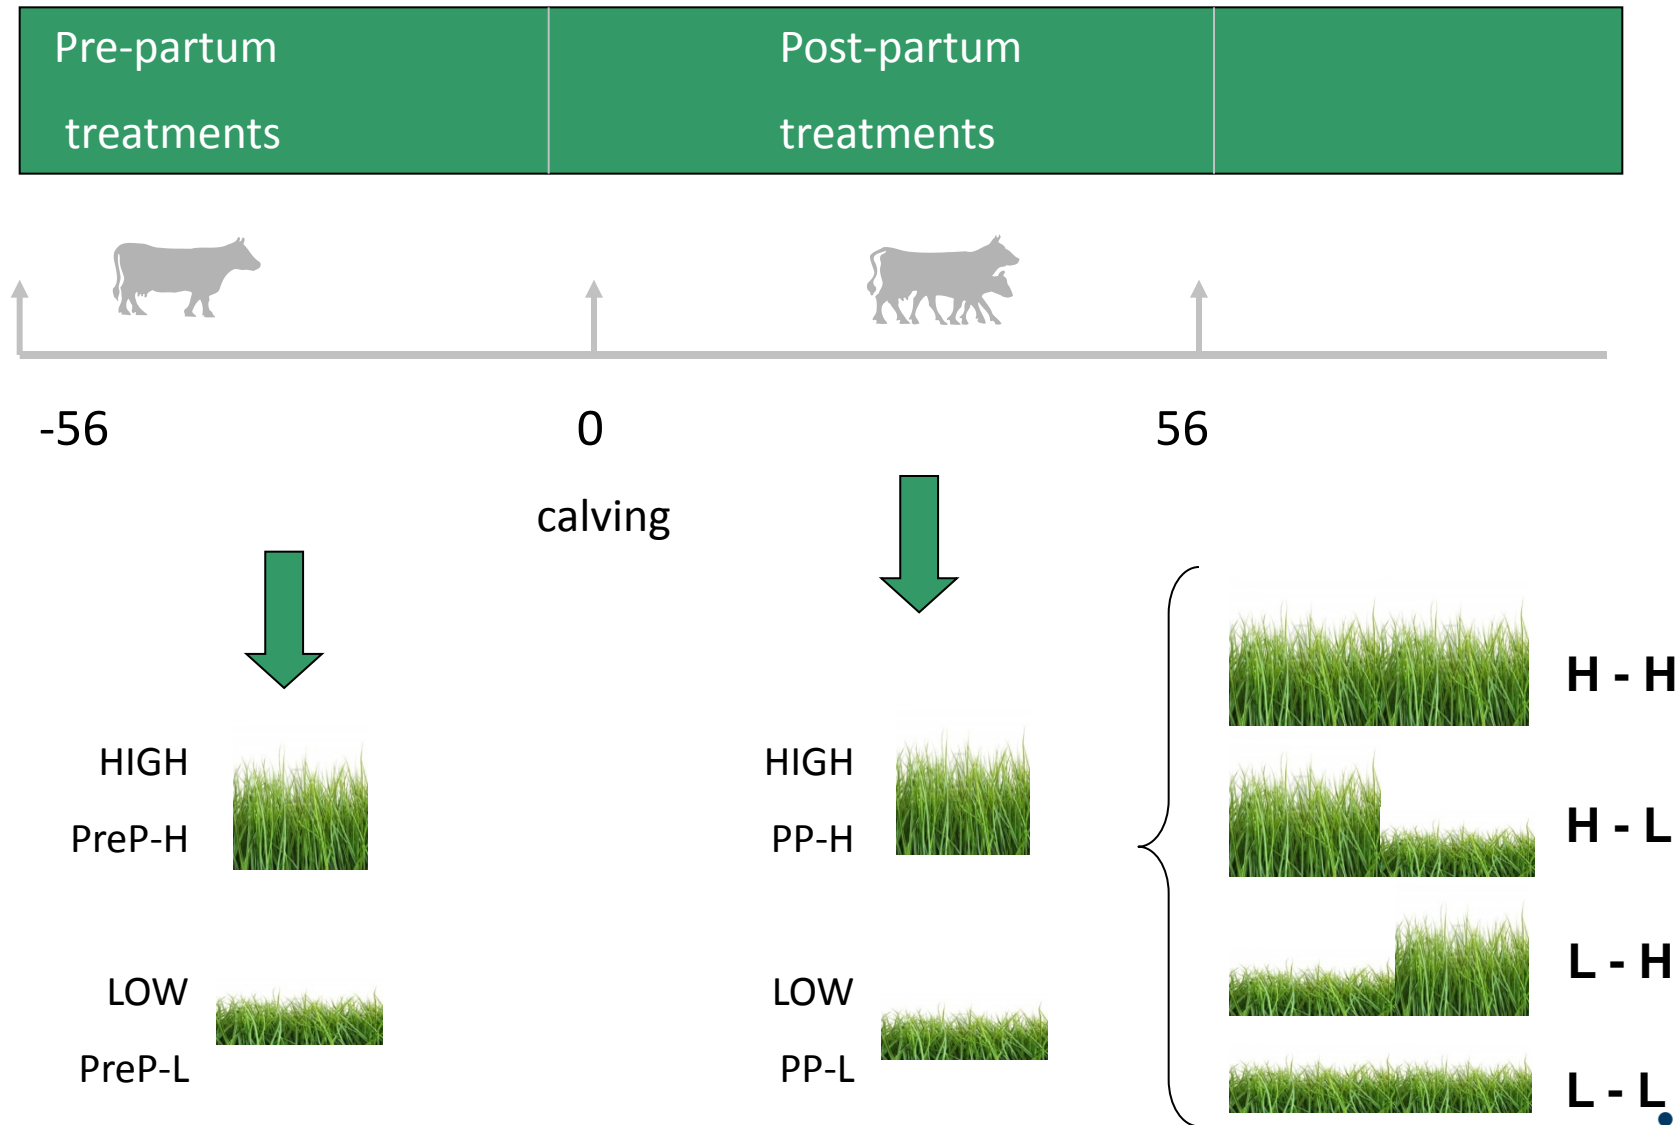 Pre-partum
treatments
Post-partum
treatments
-56
0
56
calving
HIGH
PreP-H
LOW
PreP-L
HIGH
PP-H
LOW
PP-L
H - H
H - L
L - H
L - L